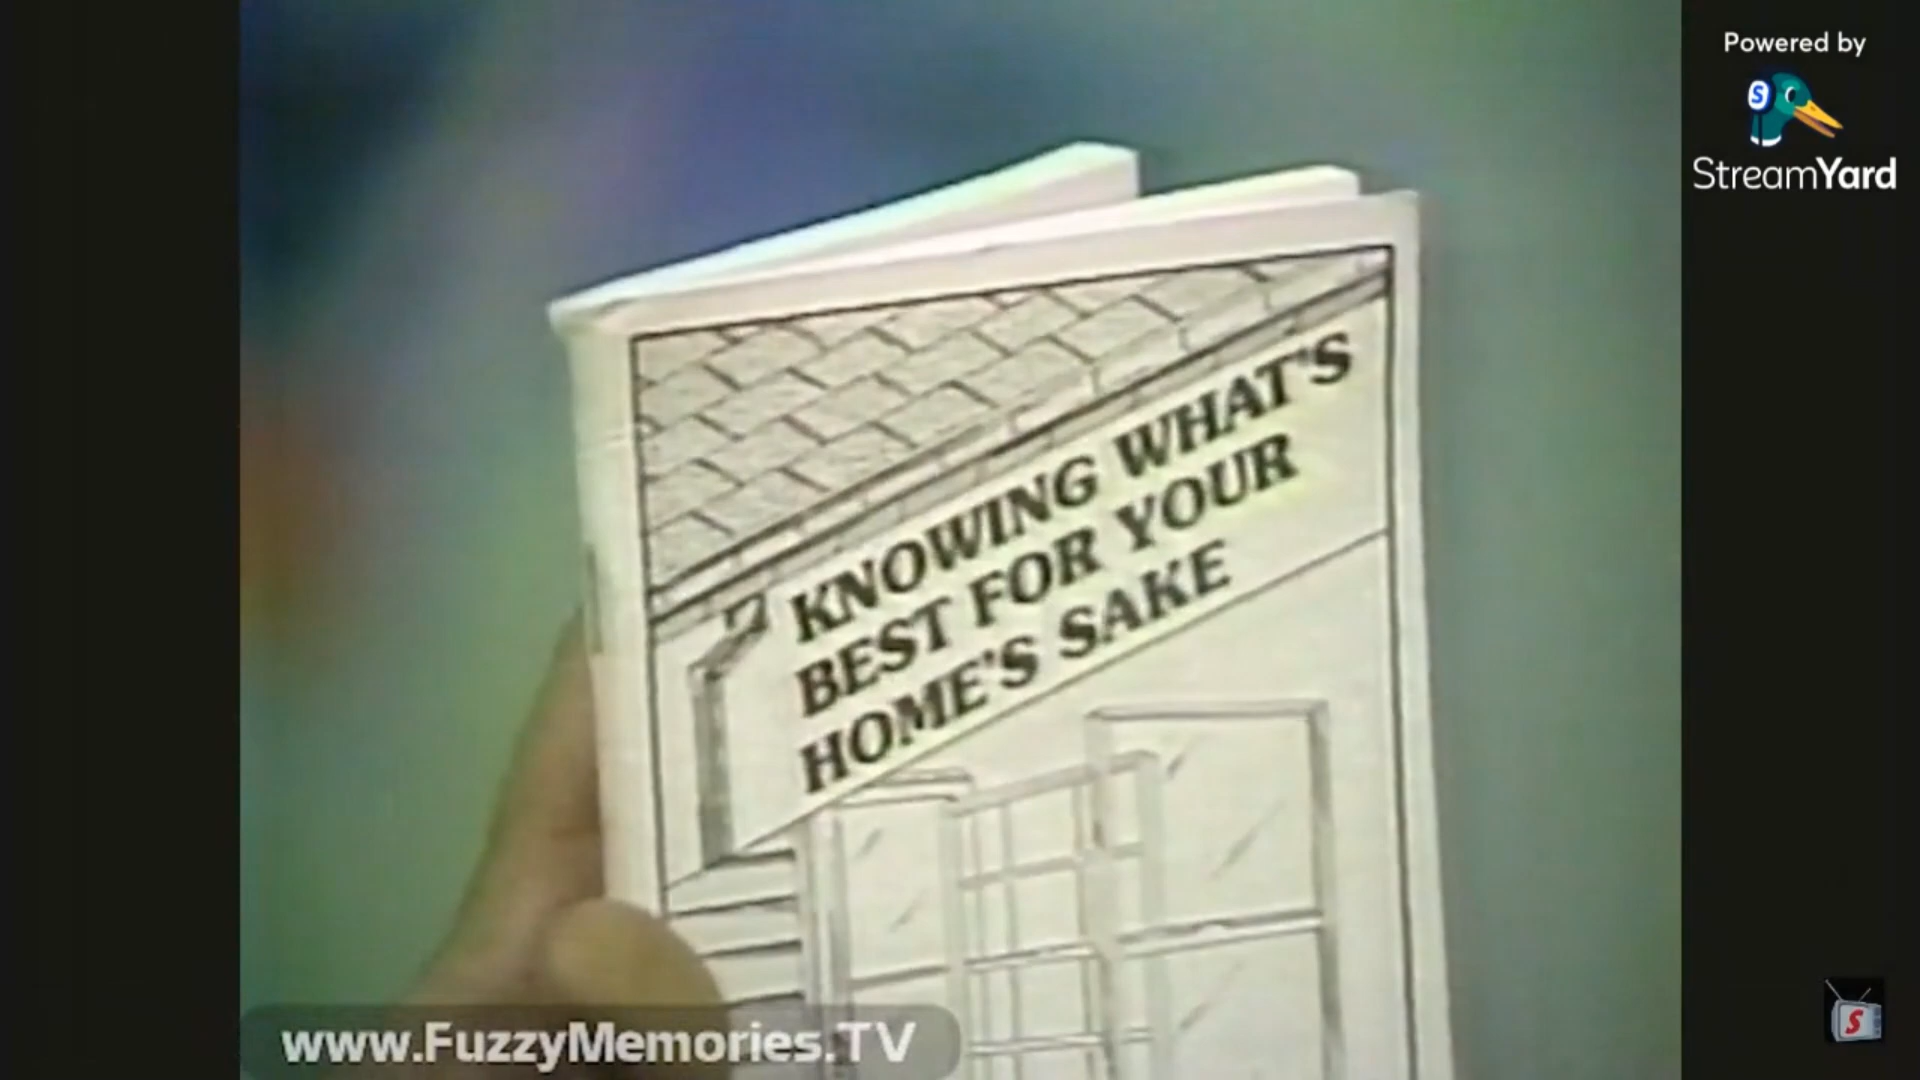 Powered by
StreamYard
KNOWING WHAT'S
BEST FOR YOUR
HOME'S SAKE
www.FuzzyMemories.TV
S
S